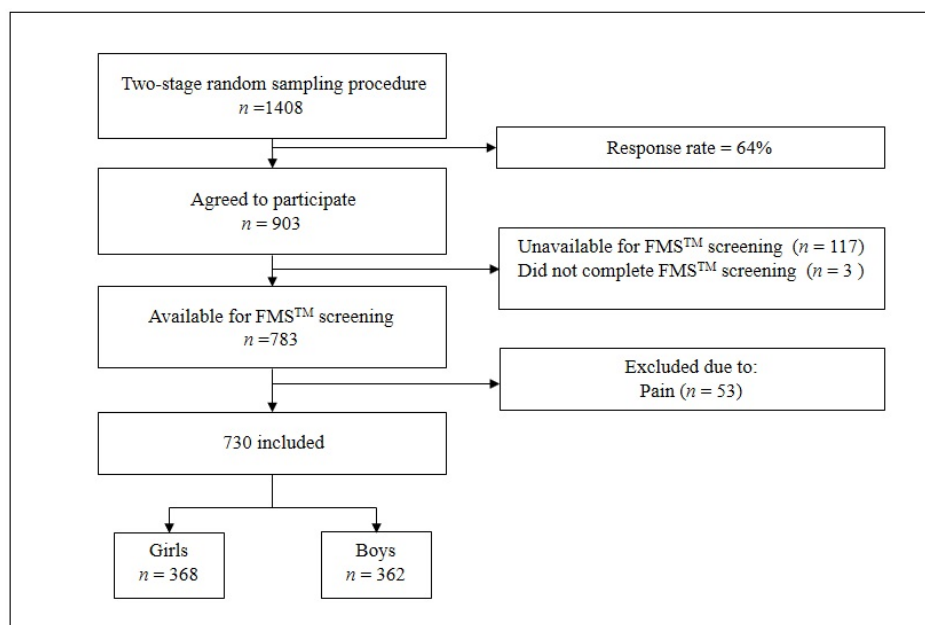 Two-stage random sampling procedure
n =1408
Response rate = 64%
Agreed to participate
n = 903
Unavailable for FMS™ screening (n = 117)
Did not complete FMS™ screening (n = 3 )
Available for FMS™ screening
n =783
Excluded due to:
Pain (n = 53)
730 included
Girls
n = 368
Boys
n = 362